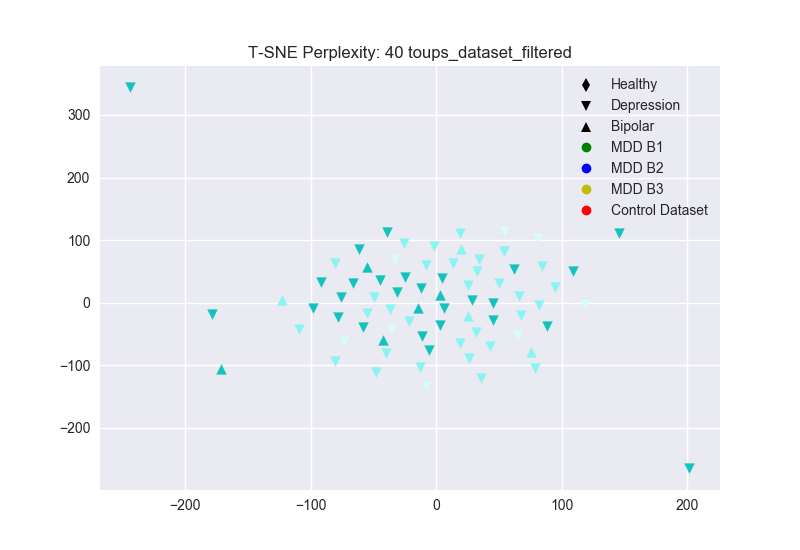 T-SNE Perplexity: 40 toups_dataset_filtered
Healthy
Depression
Bipolar
MDD B1
MDD B2
MDD B3
Control Dataset
300
200
100
0
−100
−200
−200 −100 0 100 200